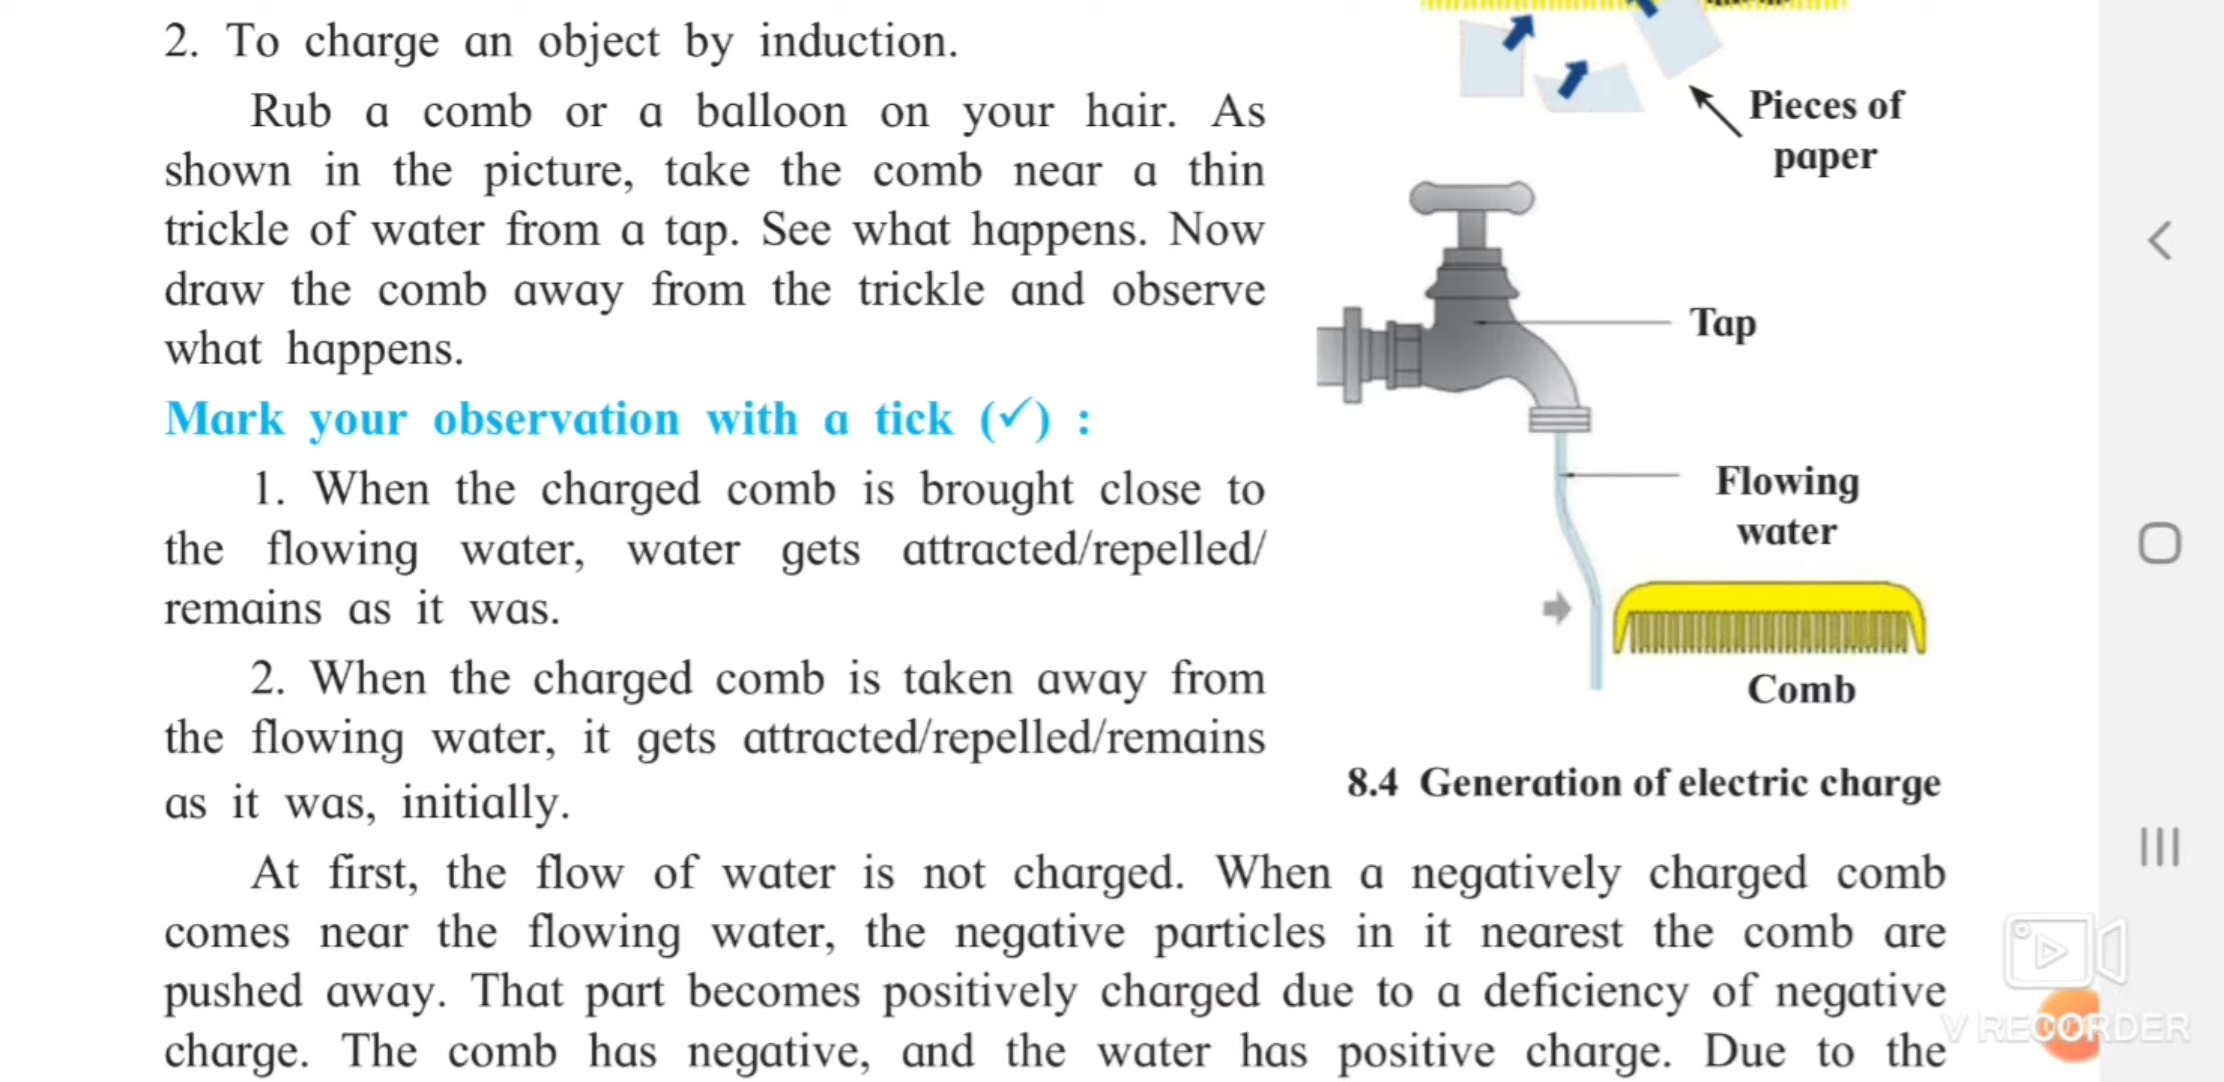 2. To charge an object by induction.
Rub a comb or a balloon on your hair. As
shown in the picture, take the comb near a thin
trickle of water from a tap. See what happens. Now
draw the comb away from the trickle and observe
what happens.
Mark your observation with a tick (✓) :
1. When the charged comb is brought close to
the flowing water, water gets attracted/repelled/
remains as it was.
2. When the charged comb is taken away from
the flowing water, it gets attracted/repelled/remains
as it was, initially.
Pieces of
paper
Tap
Flowing
water
Comb
8.4 Generation of electric charge
At first, the flow of water is not charged. When a negatively charged comb
comes near the flowing water, the negative particles in it nearest the comb are
pushed away. That part becomes positively charged due to a deficiency of negative
charge. The comb has negative, and the water has positive charge. Due to the
V RECORDER